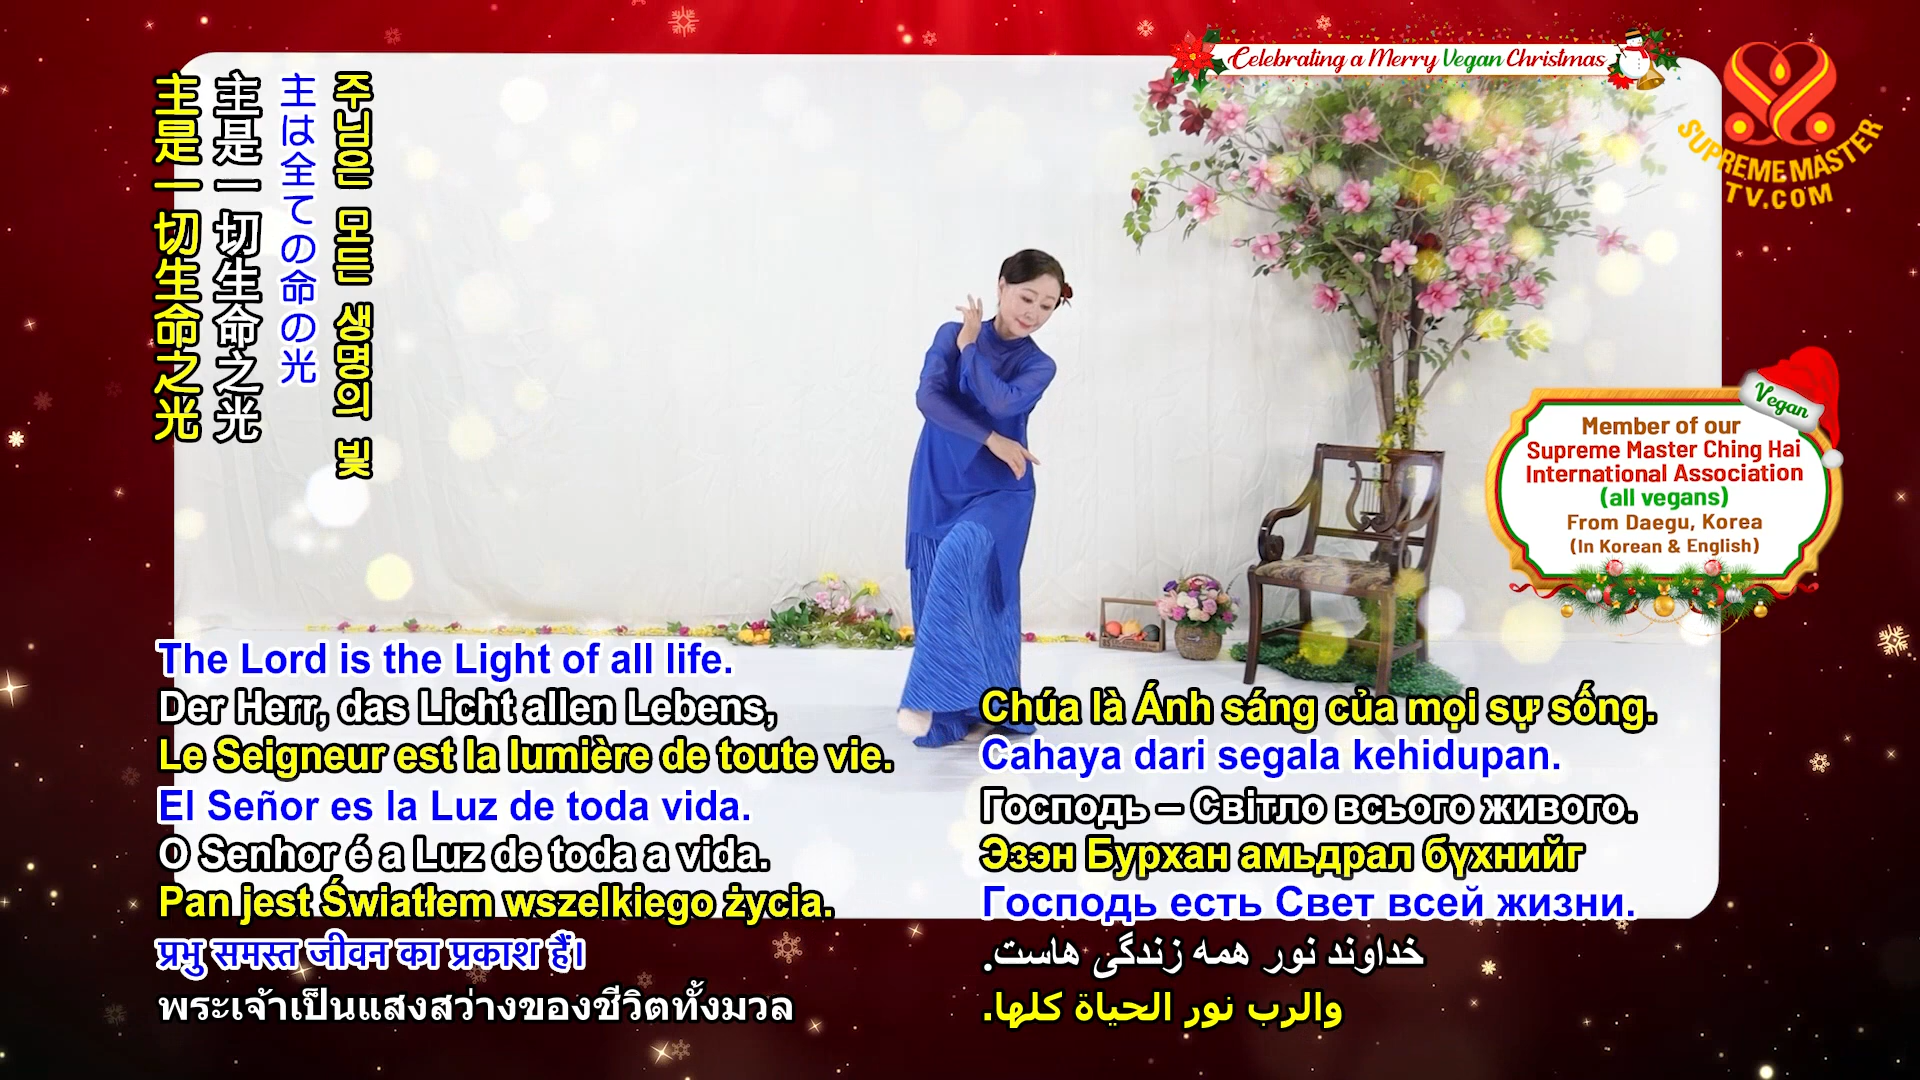 Celebrating a Merry Vegan Christmas
SUPREME MASTER
TV.COM
主是一切生命之光
主是一切生命之光
主は全ての命の光
주님은 모든 생명의 빛
Vegan
Member of our
Supreme Master Ching Hai
International Association
(all vegans)
From Daegu, Korea
(In Korean & English)
The Lord is the Light of all life.
Der Herr, das Licht allen Lebens,
Le Seigneur est la lumière de toute vie.
El Señor es la Luz de toda vida.
O Senhor é a Luz de toda a vida.
Pan jest Światłem wszelkiego życia.
प्रभु समस्त जीवन का प्रकाश हैं।
พระเจ้าเป็นแสงสว่างของชีวิตทั้งมวล
Chúa là Ánh sáng của mọi sự sống.
Cahaya dari segala kehidupan.
Господь – Світло всього живого.
Эзэн Бурхан амьдрал бүхнийг
Господь есть Свет всей жизни.
خداوند نور همه زندگی هاست.
والرب نور الحياة كلها.